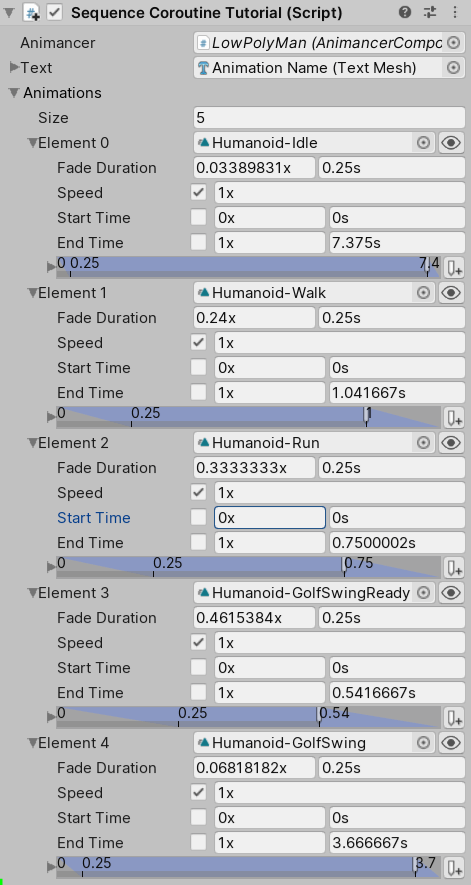 Sequence Coroutine Tutorial (Script)
Animancer LowPolyMan (AnimancerCompo
Text Animation Name (Text Mesh)
Animations
Size 5
Element 0 Humanoid-Idle
Fade Duration 0.03389831x 0.25s
Speed 1x
Start Time 0x 0s
End Time 1x 7.375s
0 0.25 7.4
Element 1 Humanoid-Walk
Fade Duration 0.24x 0.25s
Speed 1x
Start Time 0x 0s
End Time 1x 1.041667s
0 0.25 1
Element 2 Humanoid-Run
Fade Duration 0.3333333x 0.25s
Speed 1x
Start Time 0x 0s
End Time 1x 0.7500002s
0 0.25 0.75
Element 3 Humanoid-GolfSwingReady
Fade Duration 0.4615384x 0.25s
Speed 1x
Start Time 0x 0s
End Time 1x 0.5416667s
0 0.25 0.54
Element 4 Humanoid-GolfSwing
Fade Duration 0.06818182x 0.25s
Speed 1x
Start Time 0x 0s
End Time 1x 3.666667s
0 0.25 3.7